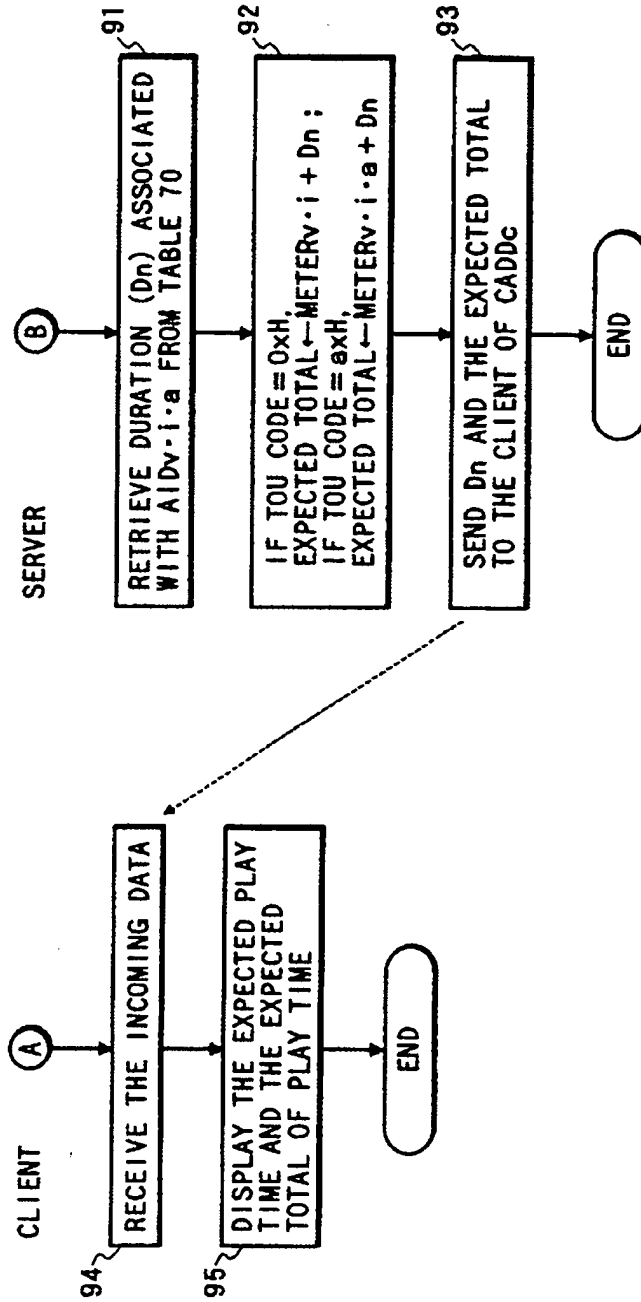 CLIENT
A
94
RECEIVE THE INCOMING DATA
95
DISPLAY THE EXPECTED PLAY
TIME AND THE EXPECTED
TOTAL OF PLAY TIME
END
SERVER
B
91
RETRIEVE DURATION (Dn) ASSOCIATED
WITH AIDv·i·a FROM TABLE 70
92
IF TOU CODE=0xH,
EXPECTED TOTAL←METERv·i+Dn;
IF TOU CODE=axH,
EXPECTED TOTAL←METERv·i·a+Dn
93
SEND Dn AND THE EXPECTED TOTAL
TO THE CLIENT OF CADDc
END